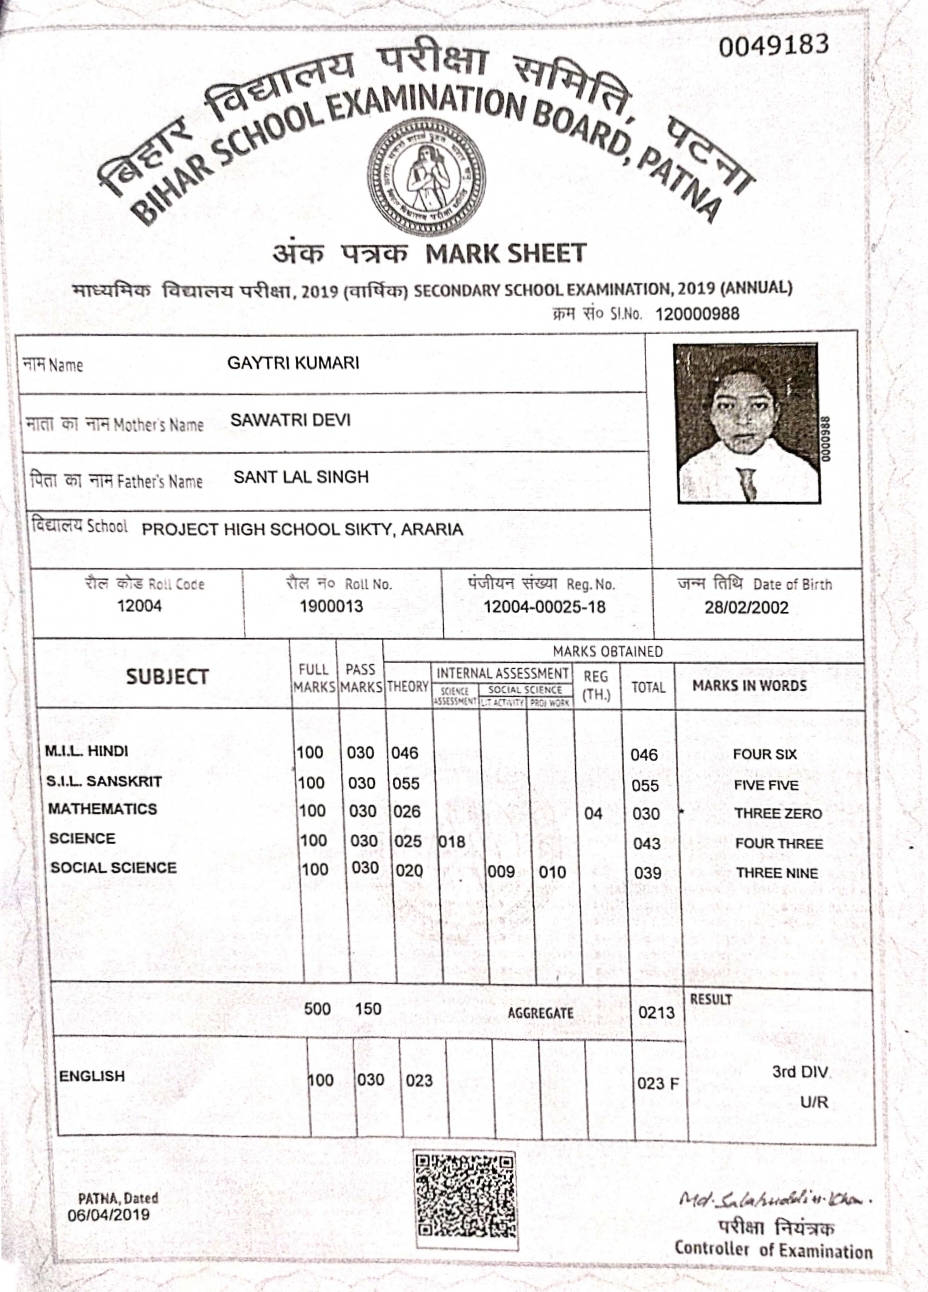 0049183
बिहार विद्यालय परीक्षा समिति, पटना
BIHAR SCHOOL EXAMINATION BOARD, PATNA
अंक पत्रक MARK SHEET
माध्यमिक विद्यालय परीक्षा, 2019 (वार्षिक) SECONDARY SCHOOL EXAMINATION, 2019 (ANNUAL)
क्रम सं० Sl.No. 120000988
नाम Name GAYTRI KUMARI
माता का नाम Mother's Name SAWATRI DEVI
पिता का नाम Father's Name SANT LAL SINGH
विद्यालय School PROJECT HIGH SCHOOL SIKTY, ARARIA
0000988
रौल कोड Roll Code रौल न० Roll No. पंजीयन संख्या Reg. No. जन्म तिथि Date of Birth
12004 1900013 12004-00025-18 28/02/2002
MARKS OBTAINED
SUBJECT FULL MARKS PASS MARKS THEORY INTERNAL ASSESSMENT REG (TH.) TOTAL MARKS IN WORDS
SCIENCE ASSESSMENT SOCIAL SCIENCE
LIT ACTIVITY PROJ WORK
M.I.L. HINDI 100 030 046 046 FOUR SIX
S.I.L. SANSKRIT 100 030 055 055 FIVE FIVE
MATHEMATICS 100 030 026 04 030 * THREE ZERO
SCIENCE 100 030 025 018 043 FOUR THREE
SOCIAL SCIENCE 100 030 020 009 010 039 THREE NINE
500 150 AGGREGATE 0213 RESULT
ENGLISH 100 030 023 023 F 3rd DIV.
U/R
PATNA, Dated
06/04/2019
Md. Salahuddin Khan.
परीक्षा नियंत्रक
Controller of Examination